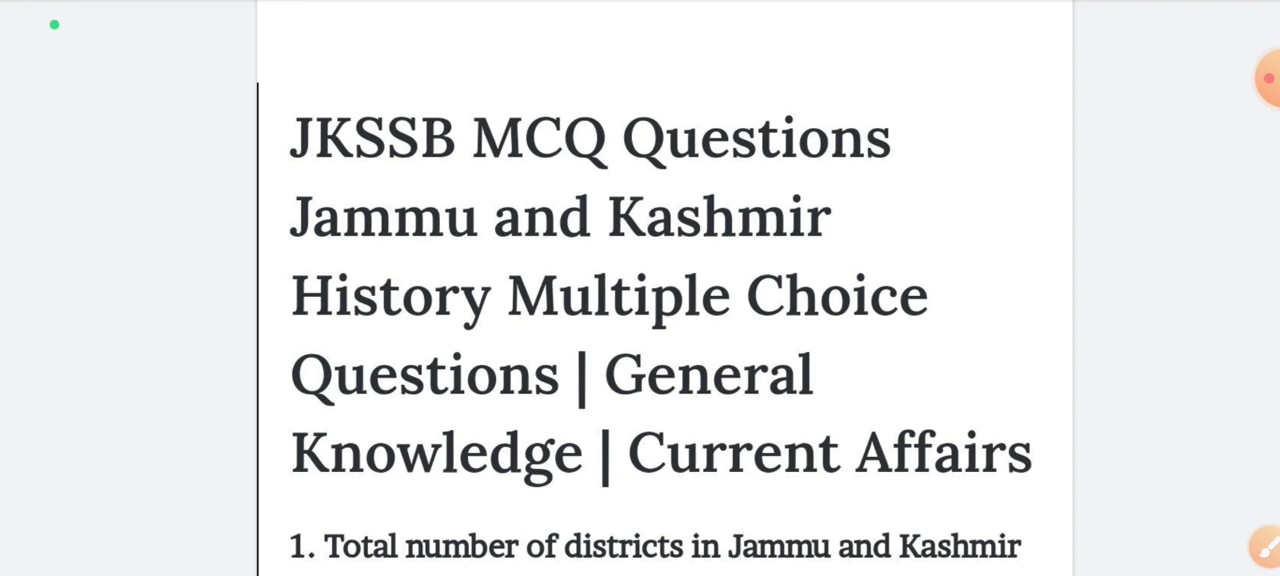 JKSSB MCQ Questions
Jammu and Kashmir
History Multiple Choice
Questions | General
Knowledge | Current Affairs
1. Total number of districts in Jammu and Kashmir